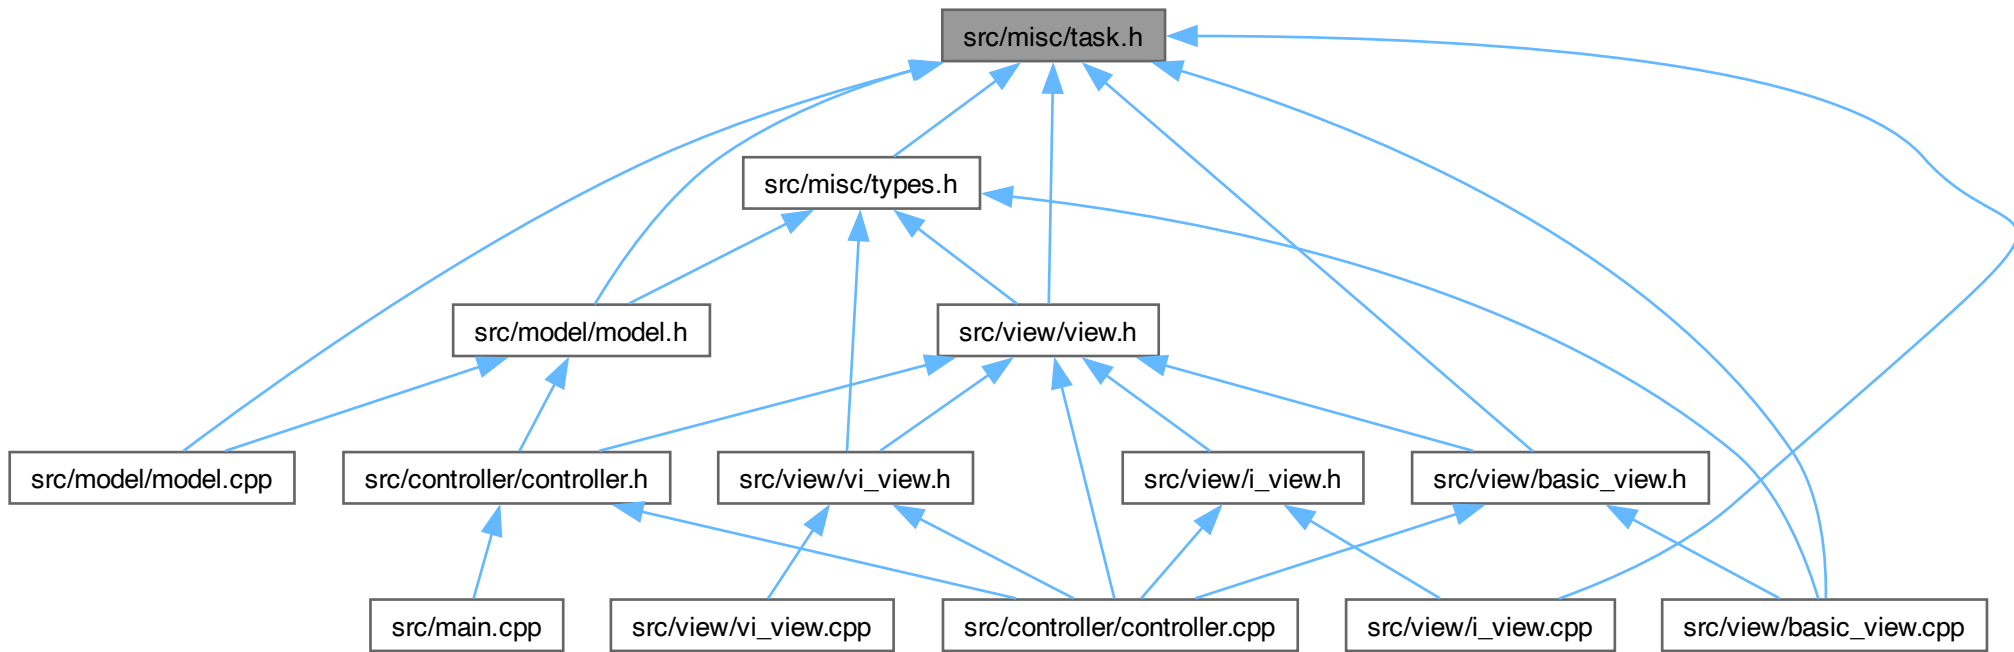 src/misc/task.h
src/misc/types.h
src/model/model.h
src/view/view.h
src/model/model.cpp
src/controller/controller.h
src/view/vi_view.h
src/view/i_view.h
src/view/basic_view.h
src/main.cpp
src/view/vi_view.cpp
src/controller/controller.cpp
src/view/i_view.cpp
src/view/basic_view.cpp